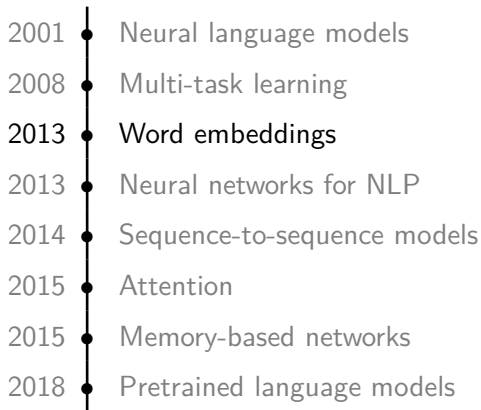 2001 Neural language models
2008 Multi-task learning
2013 Word embeddings
2013 Neural networks for NLP
2014 Sequence-to-sequence models
2015 Attention
2015 Memory-based networks
2018 Pretrained language models